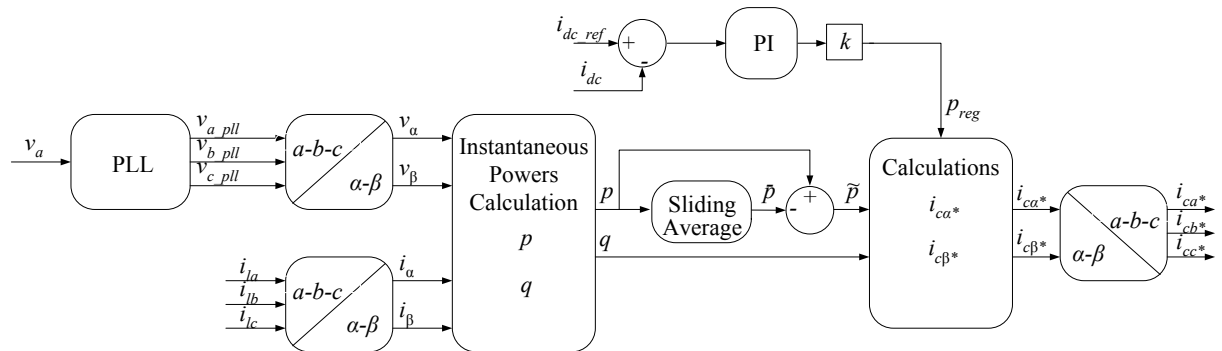 i_dc_ref
+
-
i_dc
PI
k
p_reg
v_a
PLL
v_a_pll
v_b_pll
v_c_pll
a-b-c
α-β
v_α
v_β
Instantaneous
Powers
Calculation
p
q
p
q
Sliding
Average
p̄
-
+
p̃
Calculations
i_cα*
i_cβ*
i_cα*
i_cβ*
a-b-c
α-β
i_ca*
i_cb*
i_cc*
i_la
i_lb
i_lc
a-b-c
α-β
i_α
i_β